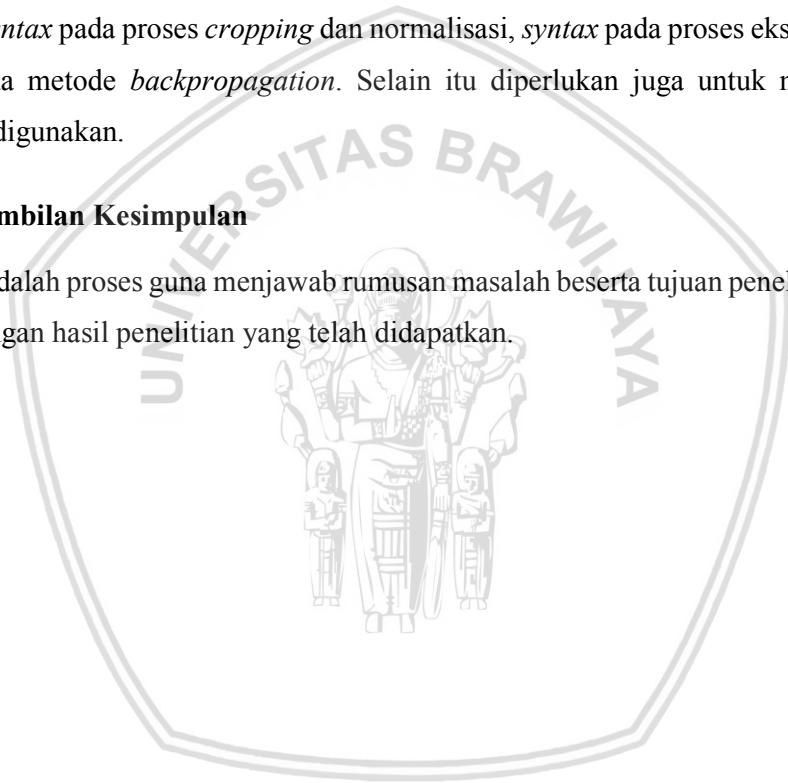 ntax pada proses cropping dan normalisasi, syntax pada proses eks
a metode backpropagation. Selain itu diperlukan juga untuk
digunakan.
mbilan Kesimpulan
dalah proses guna menjawab rumusan masalah beserta tujuan pene
gan hasil penelitian yang telah didapatkan.
UNIVERSITAS BRAWIJAYA